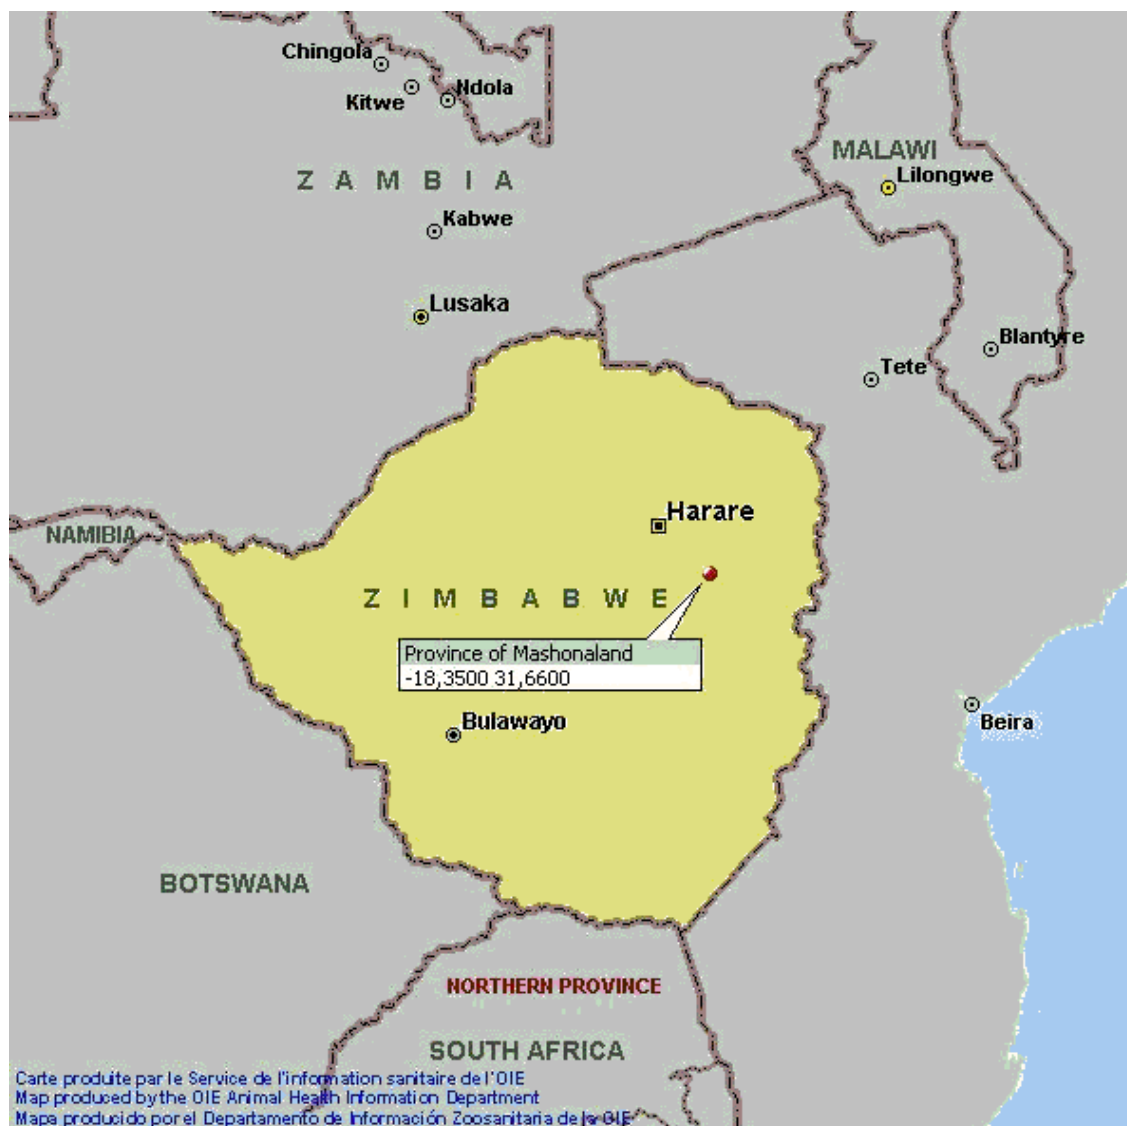 Chingola
Ndola
Kitwe
MALAWI
Lilongwe
Z A M B I A
Kabwe
Lusaka
Blantyre
Tete
Harare
NAMIBIA
Z I M B A B W E
Province of Mashonaland
-18,3500 31,6600
Bulawayo
Beira
BOTSWANA
NORTHERN PROVINCE
SOUTH AFRICA
Carte produite par le Service de l'information sanitaire de l'OIE
Map produced by the OIE Animal Health Information Department
Mapa producido por el Departamento de Información Zoosanitaria de la OIE